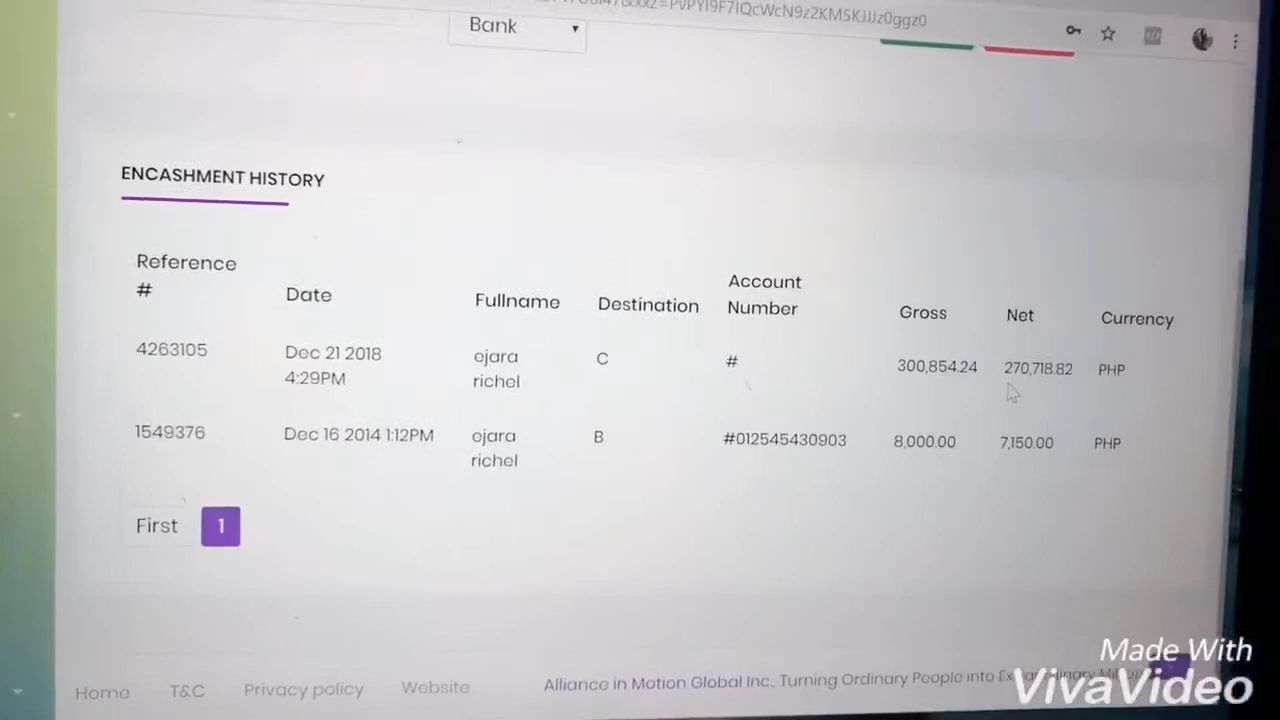 Bank
ENCASHMENT HISTORY
Reference # Date Fullname Destination Account Number Gross Net Currency
4263105 Dec 21 2018 4:29PM ejara richel C # 300,854.24 270,718.82 PHP
1549376 Dec 16 2014 1:12PM ejara richel B #012545430903 8,000.00 7,150.00 PHP
First 1
Home T&C Privacy policy Website Alliance in Motion Global Inc., Turning Ordinary People into
Made With
VivaVideo